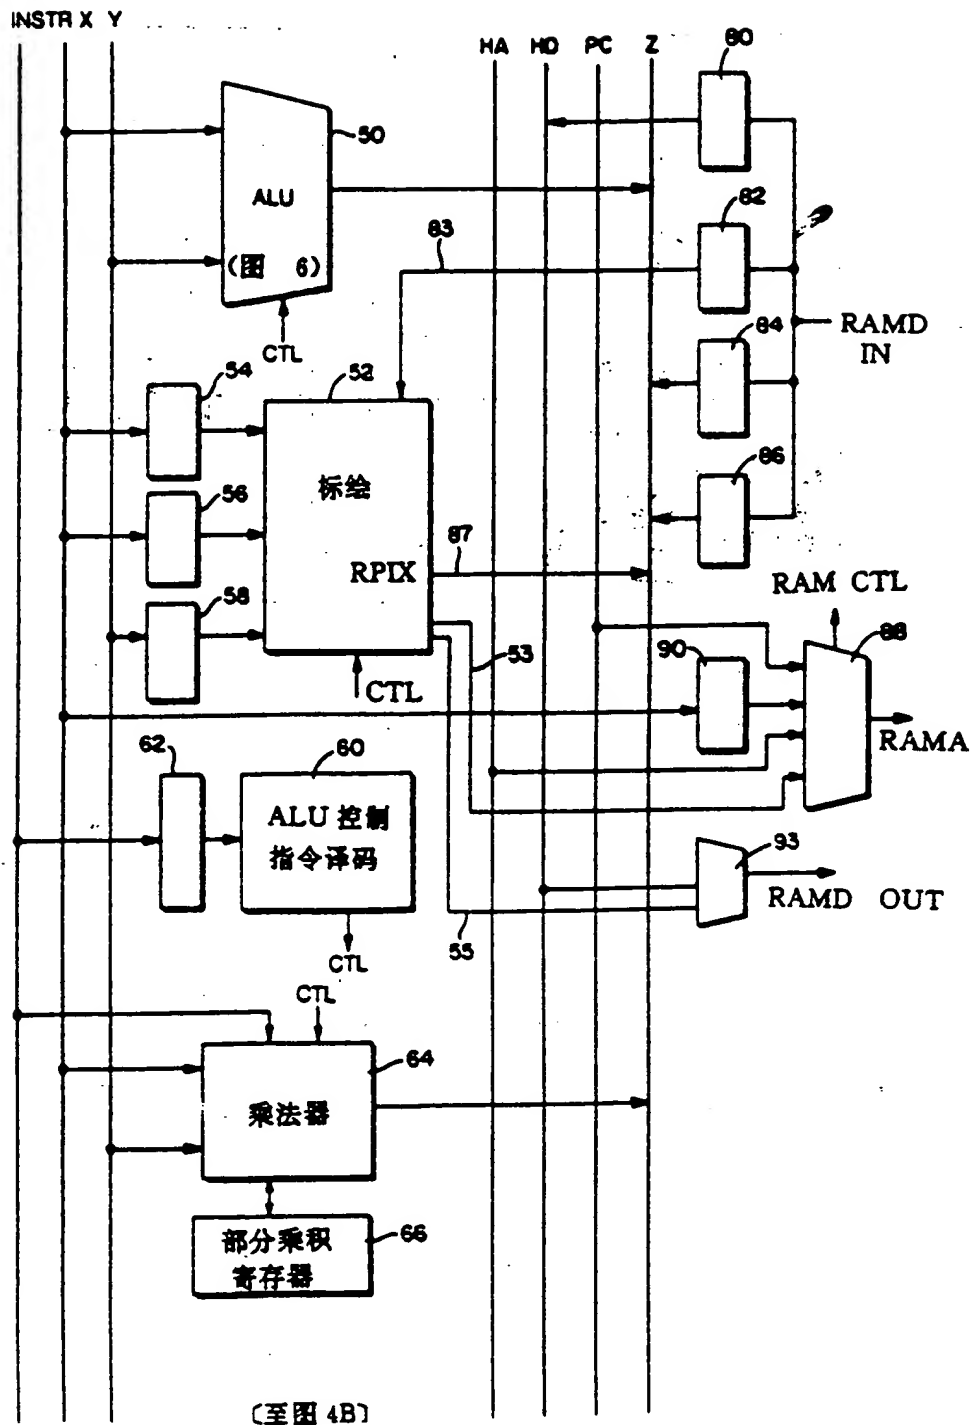 INSTR X Y
HA HD PC Z
80
50
ALU
(图 6)
CTL
82
83
RAMD
IN
84
54
52
86
标绘
56
87
RPIX
58
RAM CTL
88
53
90
CTL
RAMA
62
60
ALU 控制
指令译码
93
RAMD OUT
55
CTL
CTL
64
乘法器
部分乘积
寄存器
66
〔至图 4B〕